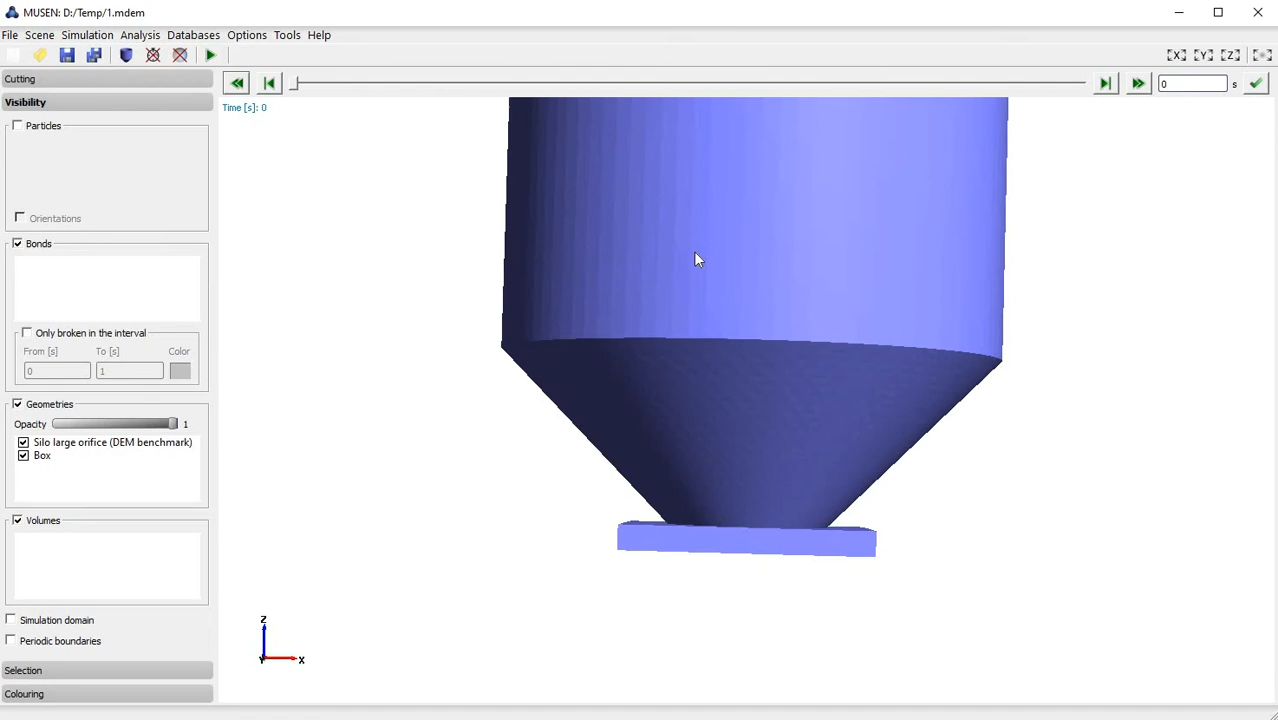 MUSEN: D:/Temp/1.mdem
File Scene Simulation Analysis Databases Options Tools Help
[X] [Y] [Z]
Cutting
0 s
Visibility
Time [s]: 0
Particles
Orientations
Bonds
Only broken in the interval
From [s] To [s] Color
0 1
Geometries
Opacity 1
Silo large orifice (DEM benchmark)
Box
Volumes
Simulation domain
Periodic boundaries
Selection
Colouring
Z
Y X